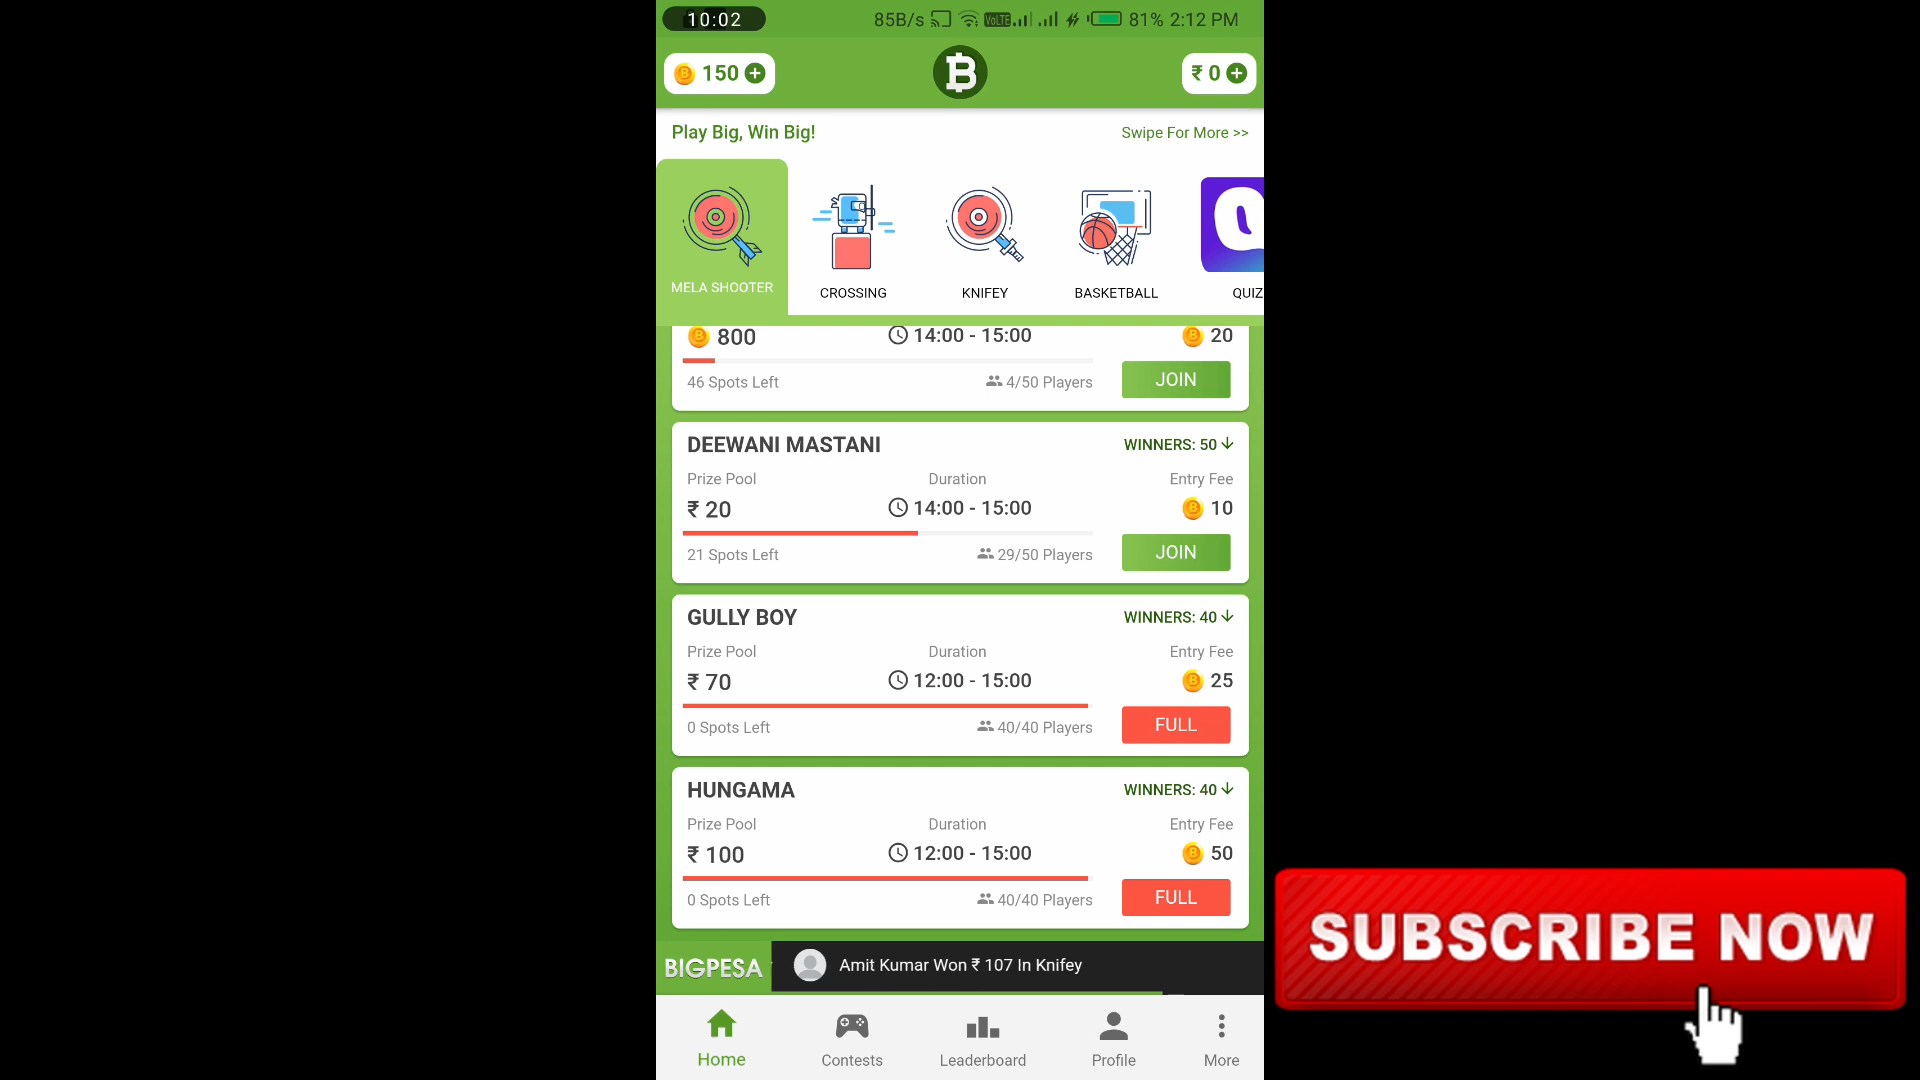 10:02
85B/s VoLTE 81% 2:12 PM
150
₹ 0
Play Big, Win Big!
Swipe For More >>
MELA SHOOTER
CROSSING
KNIFEY
BASKETBALL
QUIZ
800
14:00 - 15:00
20
46 Spots Left
4/50 Players
JOIN
DEEWANI MASTANI
WINNERS: 50
Prize Pool
Duration
Entry Fee
₹ 20
14:00 - 15:00
10
21 Spots Left
29/50 Players
JOIN
GULLY BOY
WINNERS: 40
Prize Pool
Duration
Entry Fee
₹ 70
12:00 - 15:00
25
0 Spots Left
40/40 Players
FULL
HUNGAMA
WINNERS: 40
Prize Pool
Duration
Entry Fee
₹ 100
12:00 - 15:00
50
0 Spots Left
40/40 Players
FULL
BIGPESA
Amit Kumar Won ₹ 107 In Knifey
Home
Contests
Leaderboard
Profile
More
SUBSCRIBE NOW